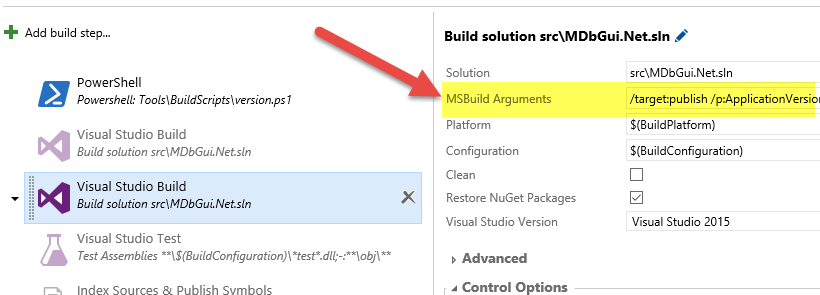 Add build step...
PowerShell
Powershell: Tools\BuildScripts\version.ps1
Visual Studio Build
Build solution src\MDbGui.Net.sln
Visual Studio Build
Build solution src\MDbGui.Net.sln
Visual Studio Test
Test Assemblies **\$(BuildConfiguration)\*test*.dll;-:**\obj\**
Index Sources & Publish Symbols
Build solution src\MDbGui.Net.sln
Solution src\MDbGui.Net.sln
MSBuild Arguments /target:publish /p:ApplicationVersion
Platform $(BuildPlatform)
Configuration $(BuildConfiguration)
Clean
Restore NuGet Packages
Visual Studio Version Visual Studio 2015
Advanced
Control Options